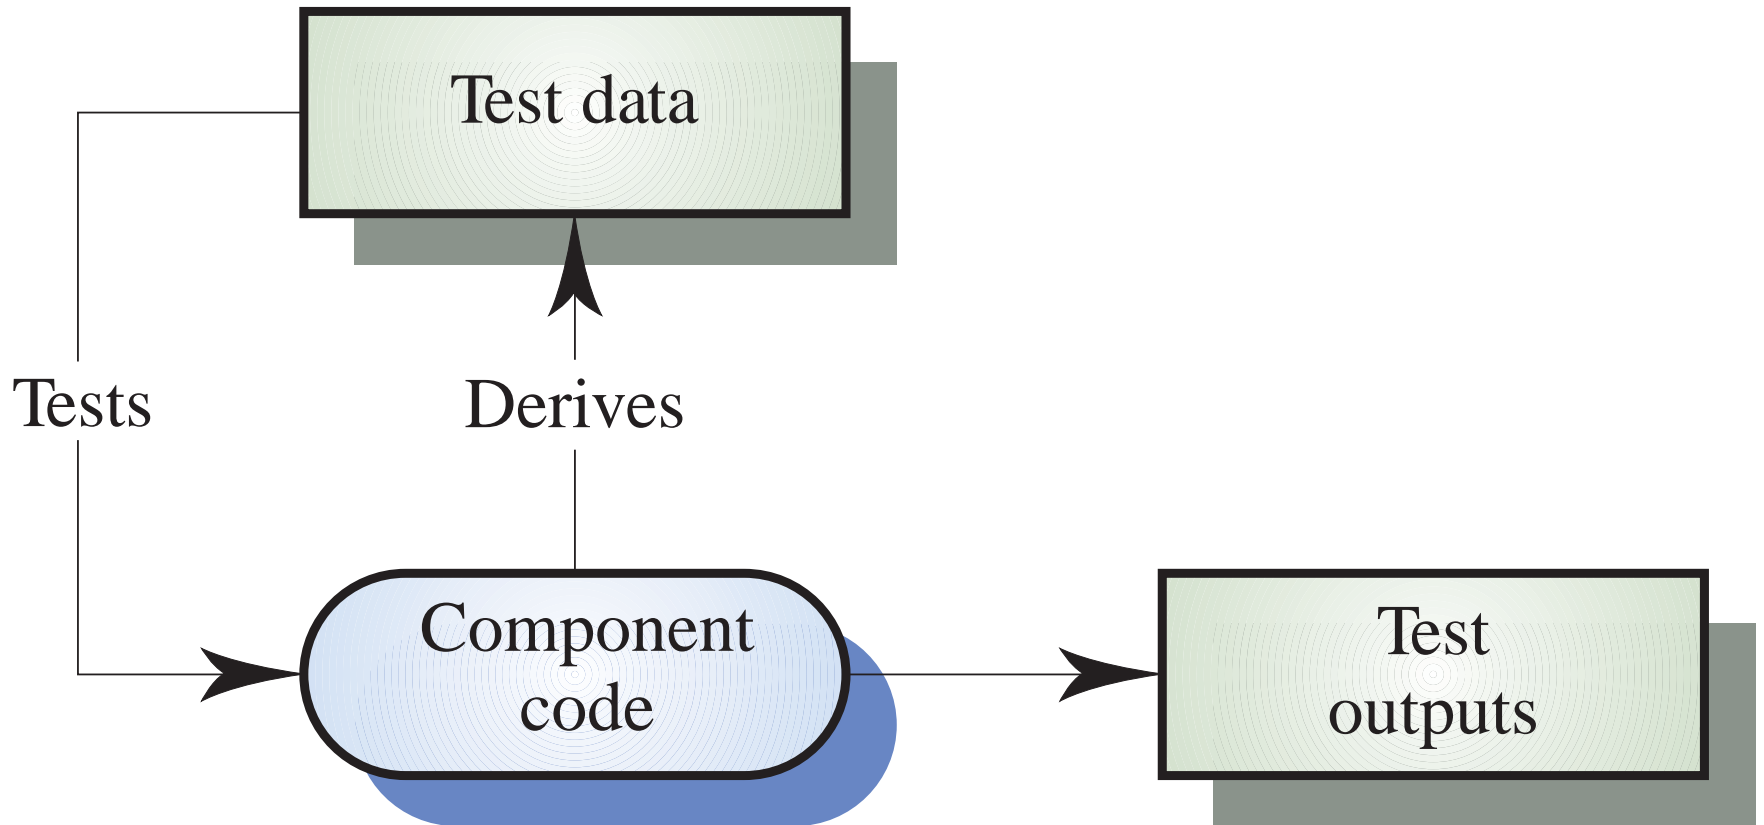 Test data
Tests
Derives
Component
code
Test
outputs